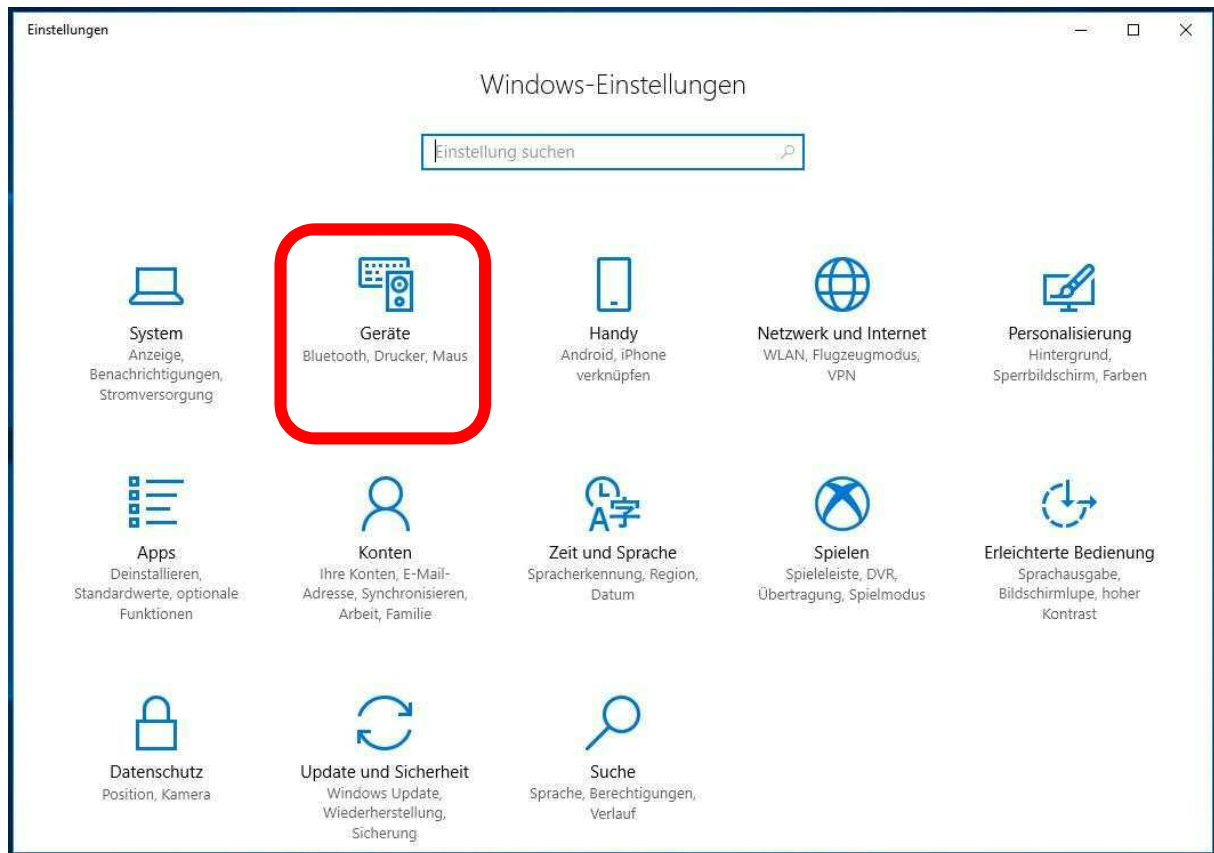 Einstellungen
Windows-Einstellungen
Einstellung suchen
System
Anzeige,
Benachrichtigungen,
Stromversorgung
Geräte
Bluetooth, Drucker, Maus
Handy
Android, iPhone
verknüpfen
Netzwerk und Internet
WLAN, Flugzeugmodus,
VPN
Personalisierung
Hintergrund,
Sperrbildschirm, Farben
Apps
Deinstallieren,
Standardwerte, optionale
Funktionen
Konten
Ihre Konten, E-Mail-
Adresse, Synchronisieren,
Arbeit, Familie
Zeit und Sprache
Spracherkennung, Region,
Datum
Spielen
Spieleleiste, DVR,
Übertragung, Spielmodus
Erleichterte Bedienung
Sprachausgabe,
Bildschirmlupe, hoher
Kontrast
Datenschutz
Position, Kamera
Update und Sicherheit
Windows Update,
Wiederherstellung,
Sicherung
Suche
Sprache, Berechtigungen,
Verlauf